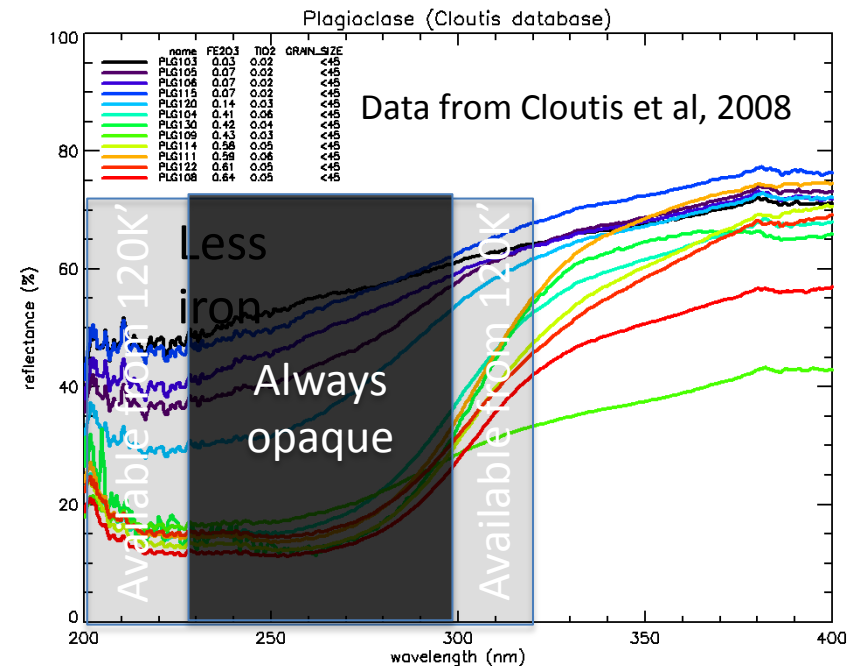 Plagiaclase (Cloutis database)
100
80
60
40
20
0
reflectance (%)
name FE2O3 TIO2 GRAIN_SIZE
PLG103 0.03 0.02 <45
PLG105 0.07 0.02 <45
PLG106 0.07 0.02 <45
PLG115 0.07 0.02 <45
PLG120 0.14 0.03 <45
PLG104 0.41 0.06 <45
PLG130 0.42 0.04 <45
PLG109 0.43 0.03 <45
PLG114 0.56 0.05 <45
PLG111 0.59 0.06 <45
PLG122 0.61 0.05 <45
PLG108 0.64 0.05 <45
Data from Cloutis et al, 2008
Less
iron
Available from 120K'
Always
opaque
Available from 120K'
200
250
300
350
400
wavelength (nm)